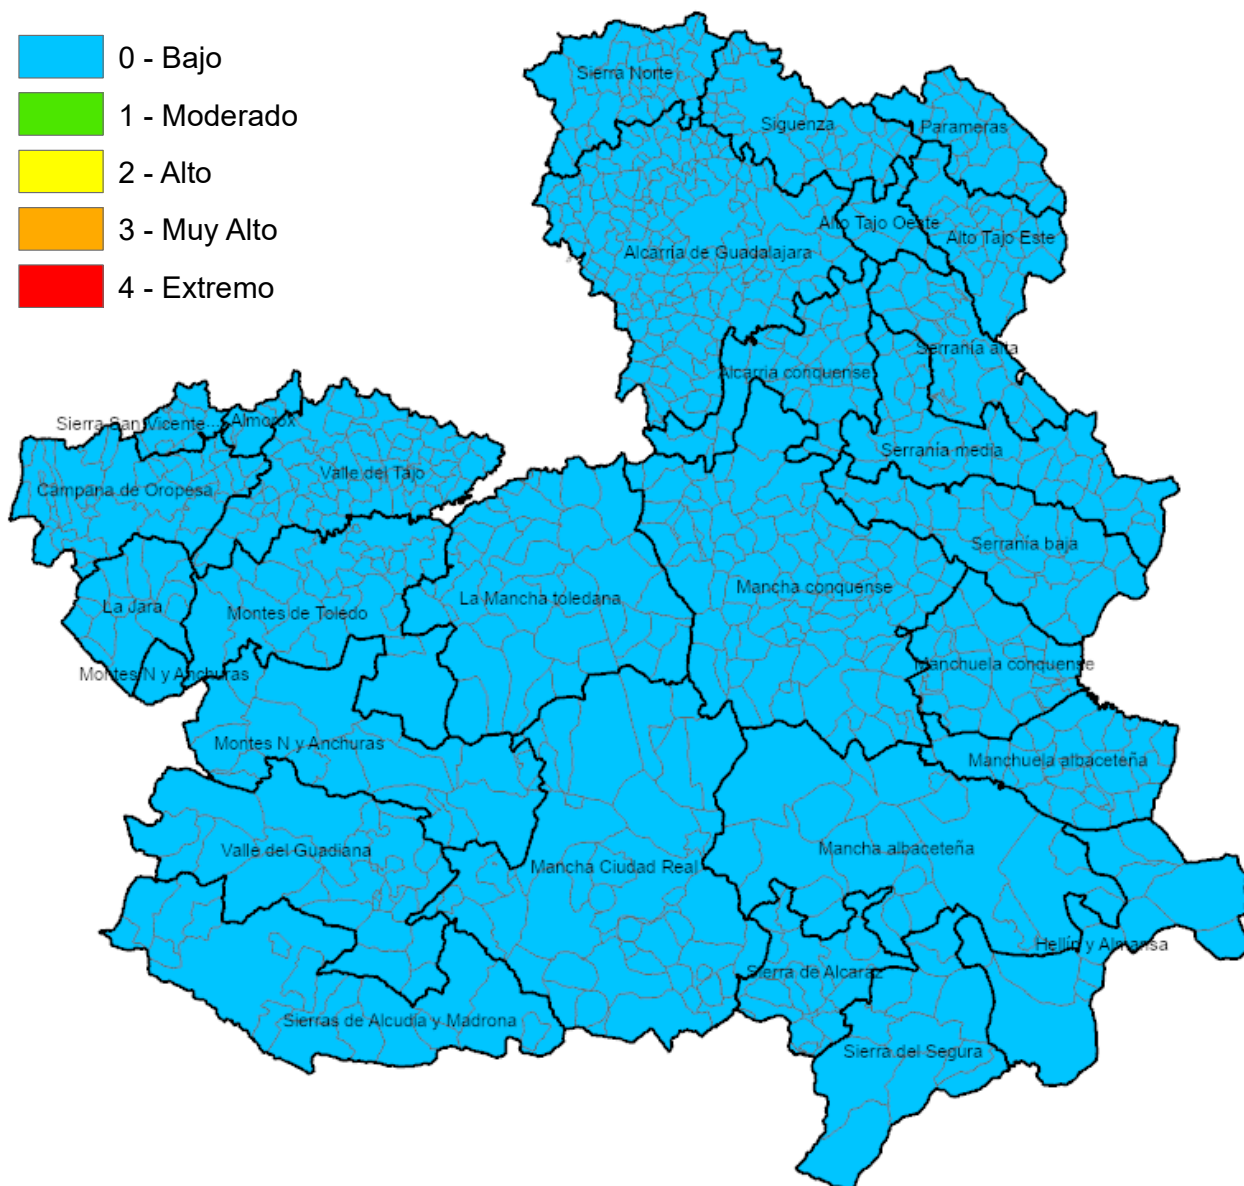 0 - Bajo
1 - Moderado
2 - Alto
3 - Muy Alto
4 - Extremo
Sierra Norte
Siguenza
Parameras
Alto Tajo Oeste
Alto Tajo Este
Alcarria de Guadalajara
Serranía alta
Alcarria conquense
Sierra San Vicente
Almorox
Serranía media
Valle del Tajo
Campana de Oropesa
Serranía baja
Mancha conquense
La Mancha toledana
La Jara
Montes de Toledo
Manchuela conquense
Montes N y Anchuras
Montes N y Anchuras
Manchuela albaceteña
Valle del Guadiana
Mancha albaceteña
Mancha Ciudad Real
Hellín y Almansa
Sierra de Alcaraz
Sierras de Alcudia y Madrona
Sierra del Segura